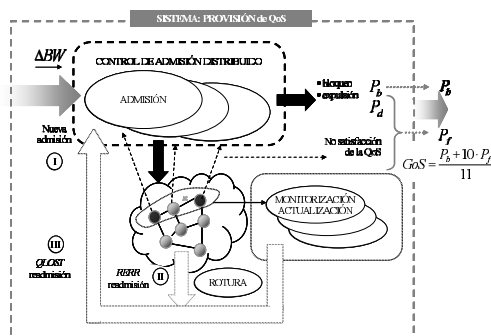 SISTEMA: PROVISIÓN de QoS
ΔBW
CONTROL DE ADMISIÓN DISTRIBUIDO
ADMISIÓN
Nueva
admisión
I
• bloqueo
• expulsión
P_b
P_d
P_b
No satisfacción
de la QoS
P_f
GoS = (P_b + 10 · P_f) / 11
MONITORIZACIÓN
ACTUALIZACIÓN
III
QLOST
readmisión
RERR
readmisión
II
ROTURA